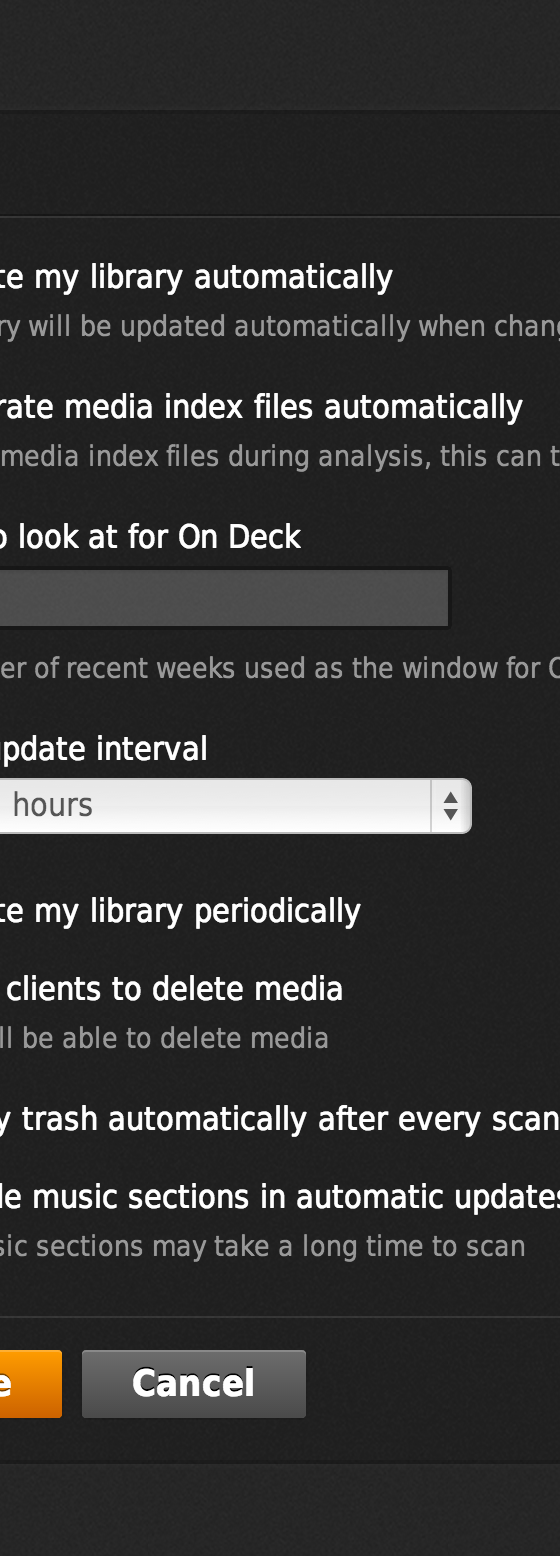 te my library automatically
ry will be updated automatically when chang
rate media index files automatically
media index files during analysis, this can t
o look at for On Deck
er of recent weeks used as the window for O
update interval
hours
te my library periodically
clients to delete media
ll be able to delete media
y trash automatically after every scan
de music sections in automatic updates
sic sections may take a long time to scan
e Cancel